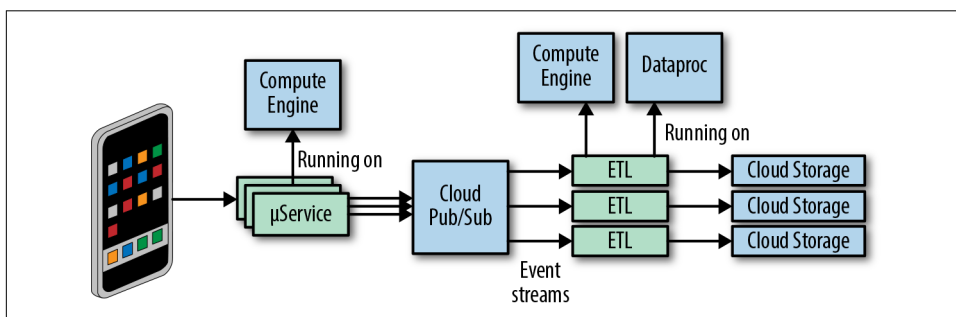 Compute
Engine
Compute
Engine
Dataproc
Running on
Running on
µService
Cloud
Pub/Sub
ETL
Cloud Storage
ETL
Cloud Storage
ETL
Cloud Storage
Event
streams